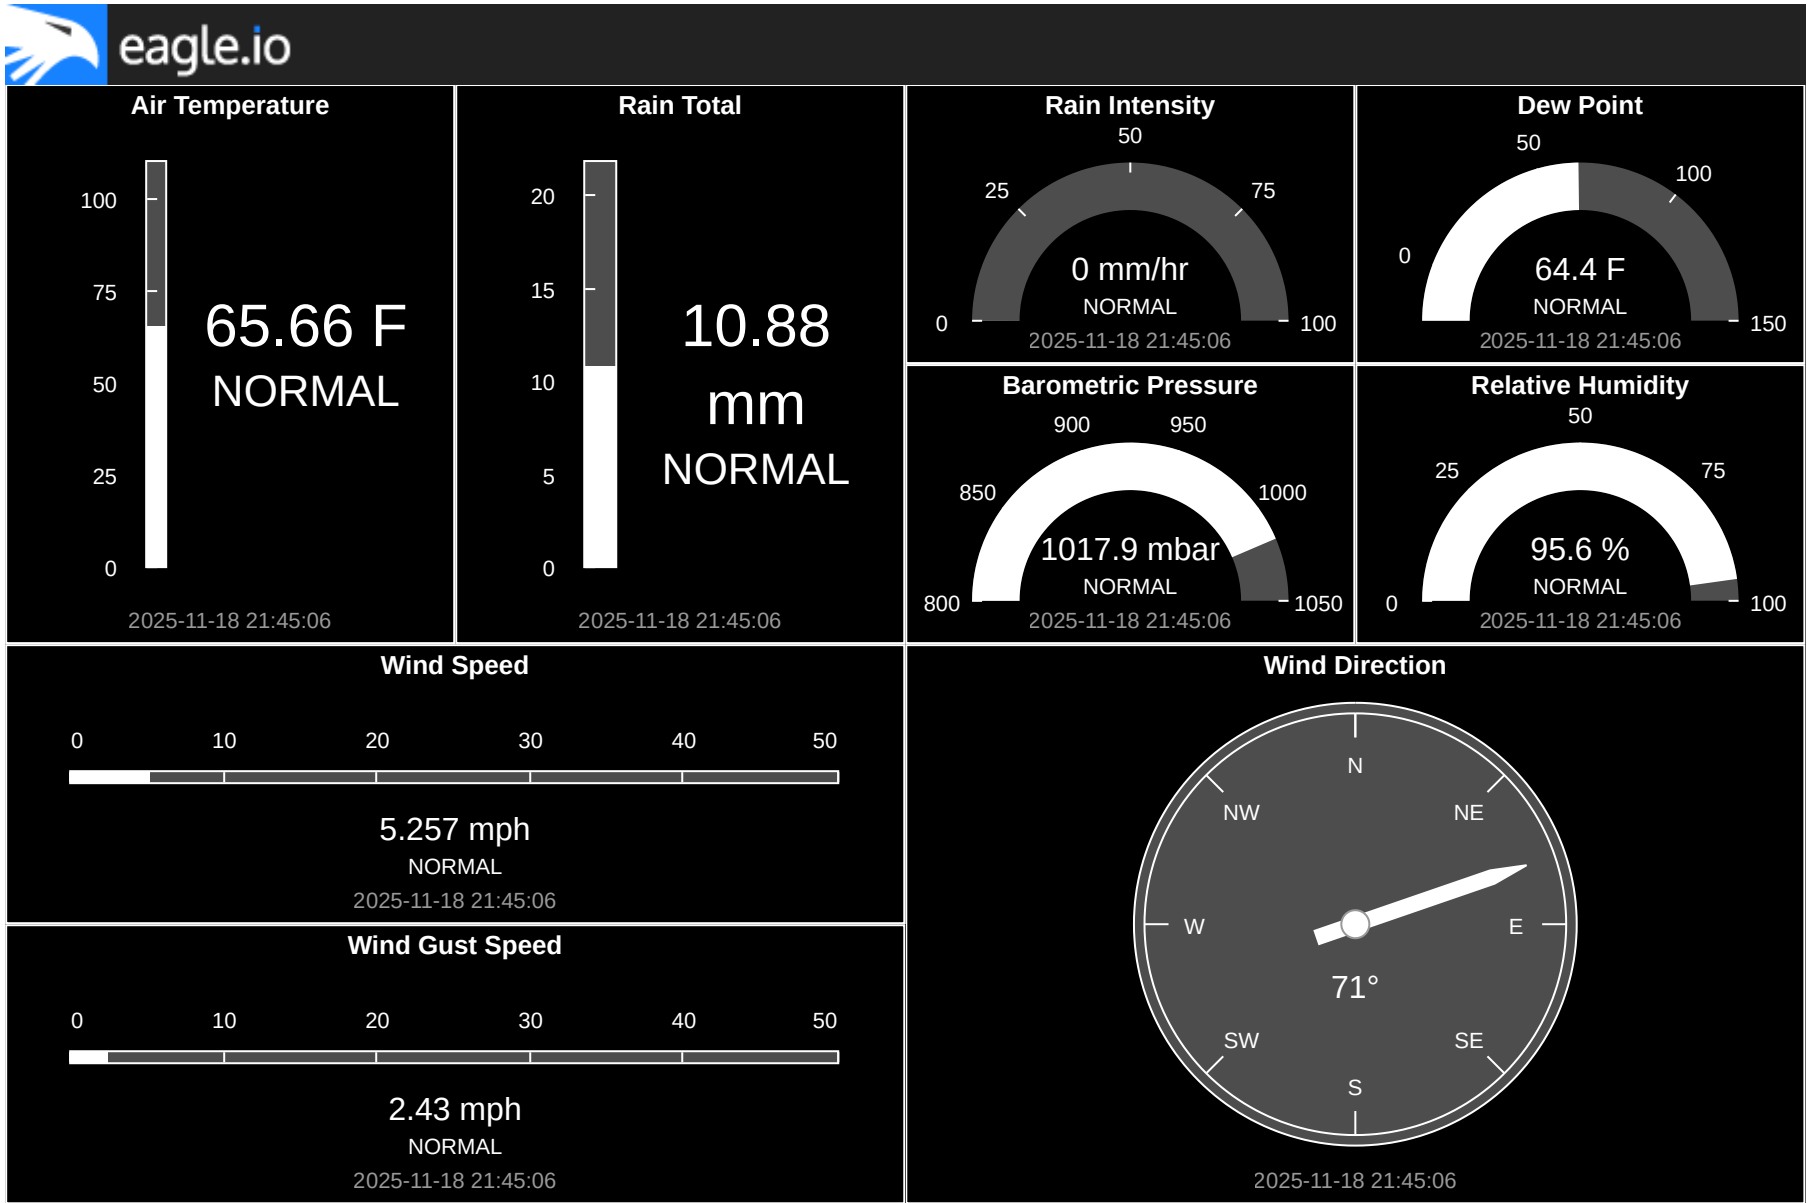 eagle.io
Air Temperature
100
75
50
25
0
65.66 F
NORMAL
2025-11-18 21:45:06
Rain Total
20
15
10
5
0
10.88
mm
NORMAL
2025-11-18 21:45:06
Rain Intensity
50
25
75
0
100
0 mm/hr
NORMAL
2025-11-18 21:45:06
Dew Point
50
100
0
150
64.4 F
NORMAL
2025-11-18 21:45:06
Barometric Pressure
900
950
850
1000
800
1050
1017.9 mbar
NORMAL
2025-11-18 21:45:06
Relative Humidity
50
25
75
0
100
95.6 %
NORMAL
2025-11-18 21:45:06
Wind Speed
0 10 20 30 40 50
5.257 mph
NORMAL
2025-11-18 21:45:06
Wind Gust Speed
0 10 20 30 40 50
2.43 mph
NORMAL
2025-11-18 21:45:06
Wind Direction
N
NW NE
W E
71°
SW SE
S
2025-11-18 21:45:06